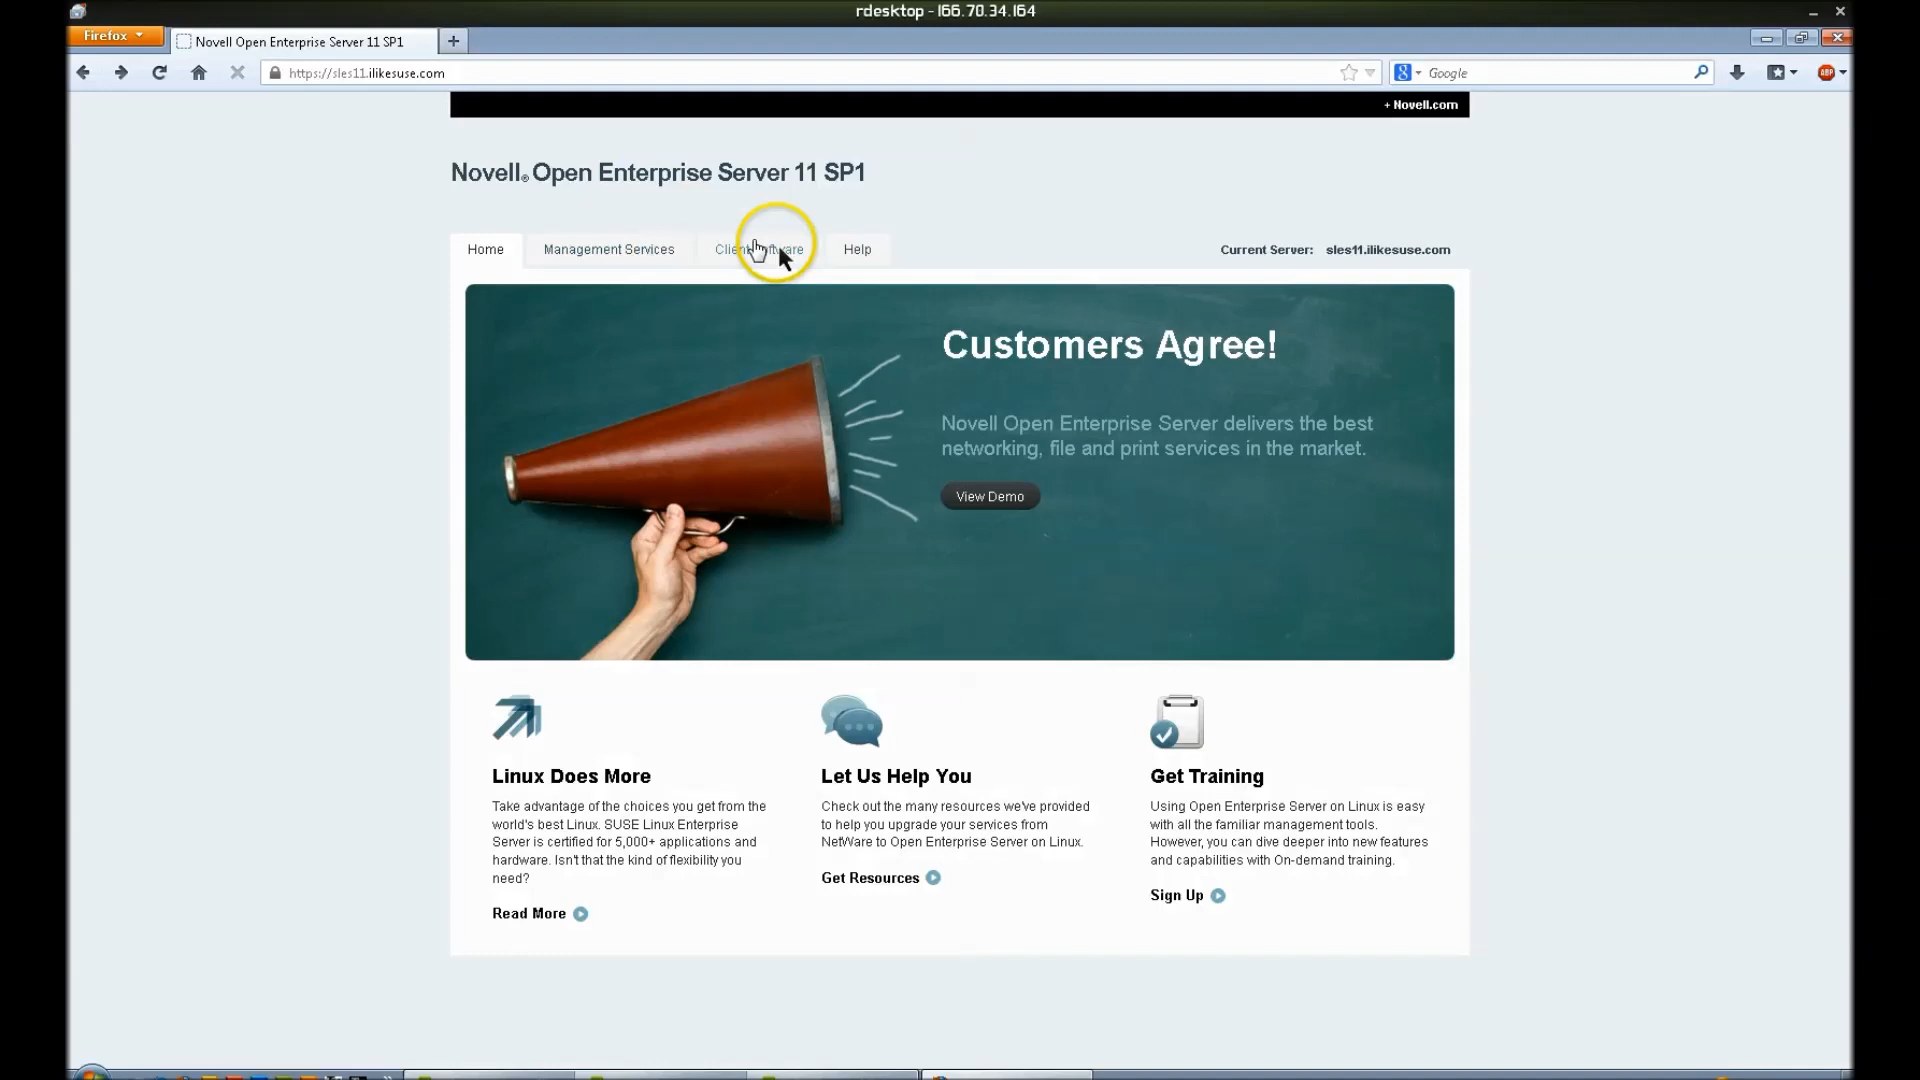 rdesktop - 166.70.34.164
Firefox
Novell Open Enterprise Server 11 SP1
https://sles11.ilikesuse.com
Google
ABP
+ Novell.com
Novell® Open Enterprise Server 11 SP1
Home
Management Services
Client Software
Help
Current Server: sles11.ilikesuse.com
Customers Agree!
Novell Open Enterprise Server delivers the best
networking, file and print services in the market.
View Demo
Linux Does More
Take advantage of the choices you get from the
world's best Linux. SUSE Linux Enterprise
Server is certified for 5,000+ applications and
hardware. Isn't that the kind of flexibility you
need?
Read More
Let Us Help You
Check out the many resources we've provided
to help you upgrade your services from
NetWare to Open Enterprise Server on Linux.
Get Resources
Get Training
Using Open Enterprise Server on Linux is easy
with all the familiar management tools.
However, you can dive deeper into new features
and capabilities with On-demand training.
Sign Up